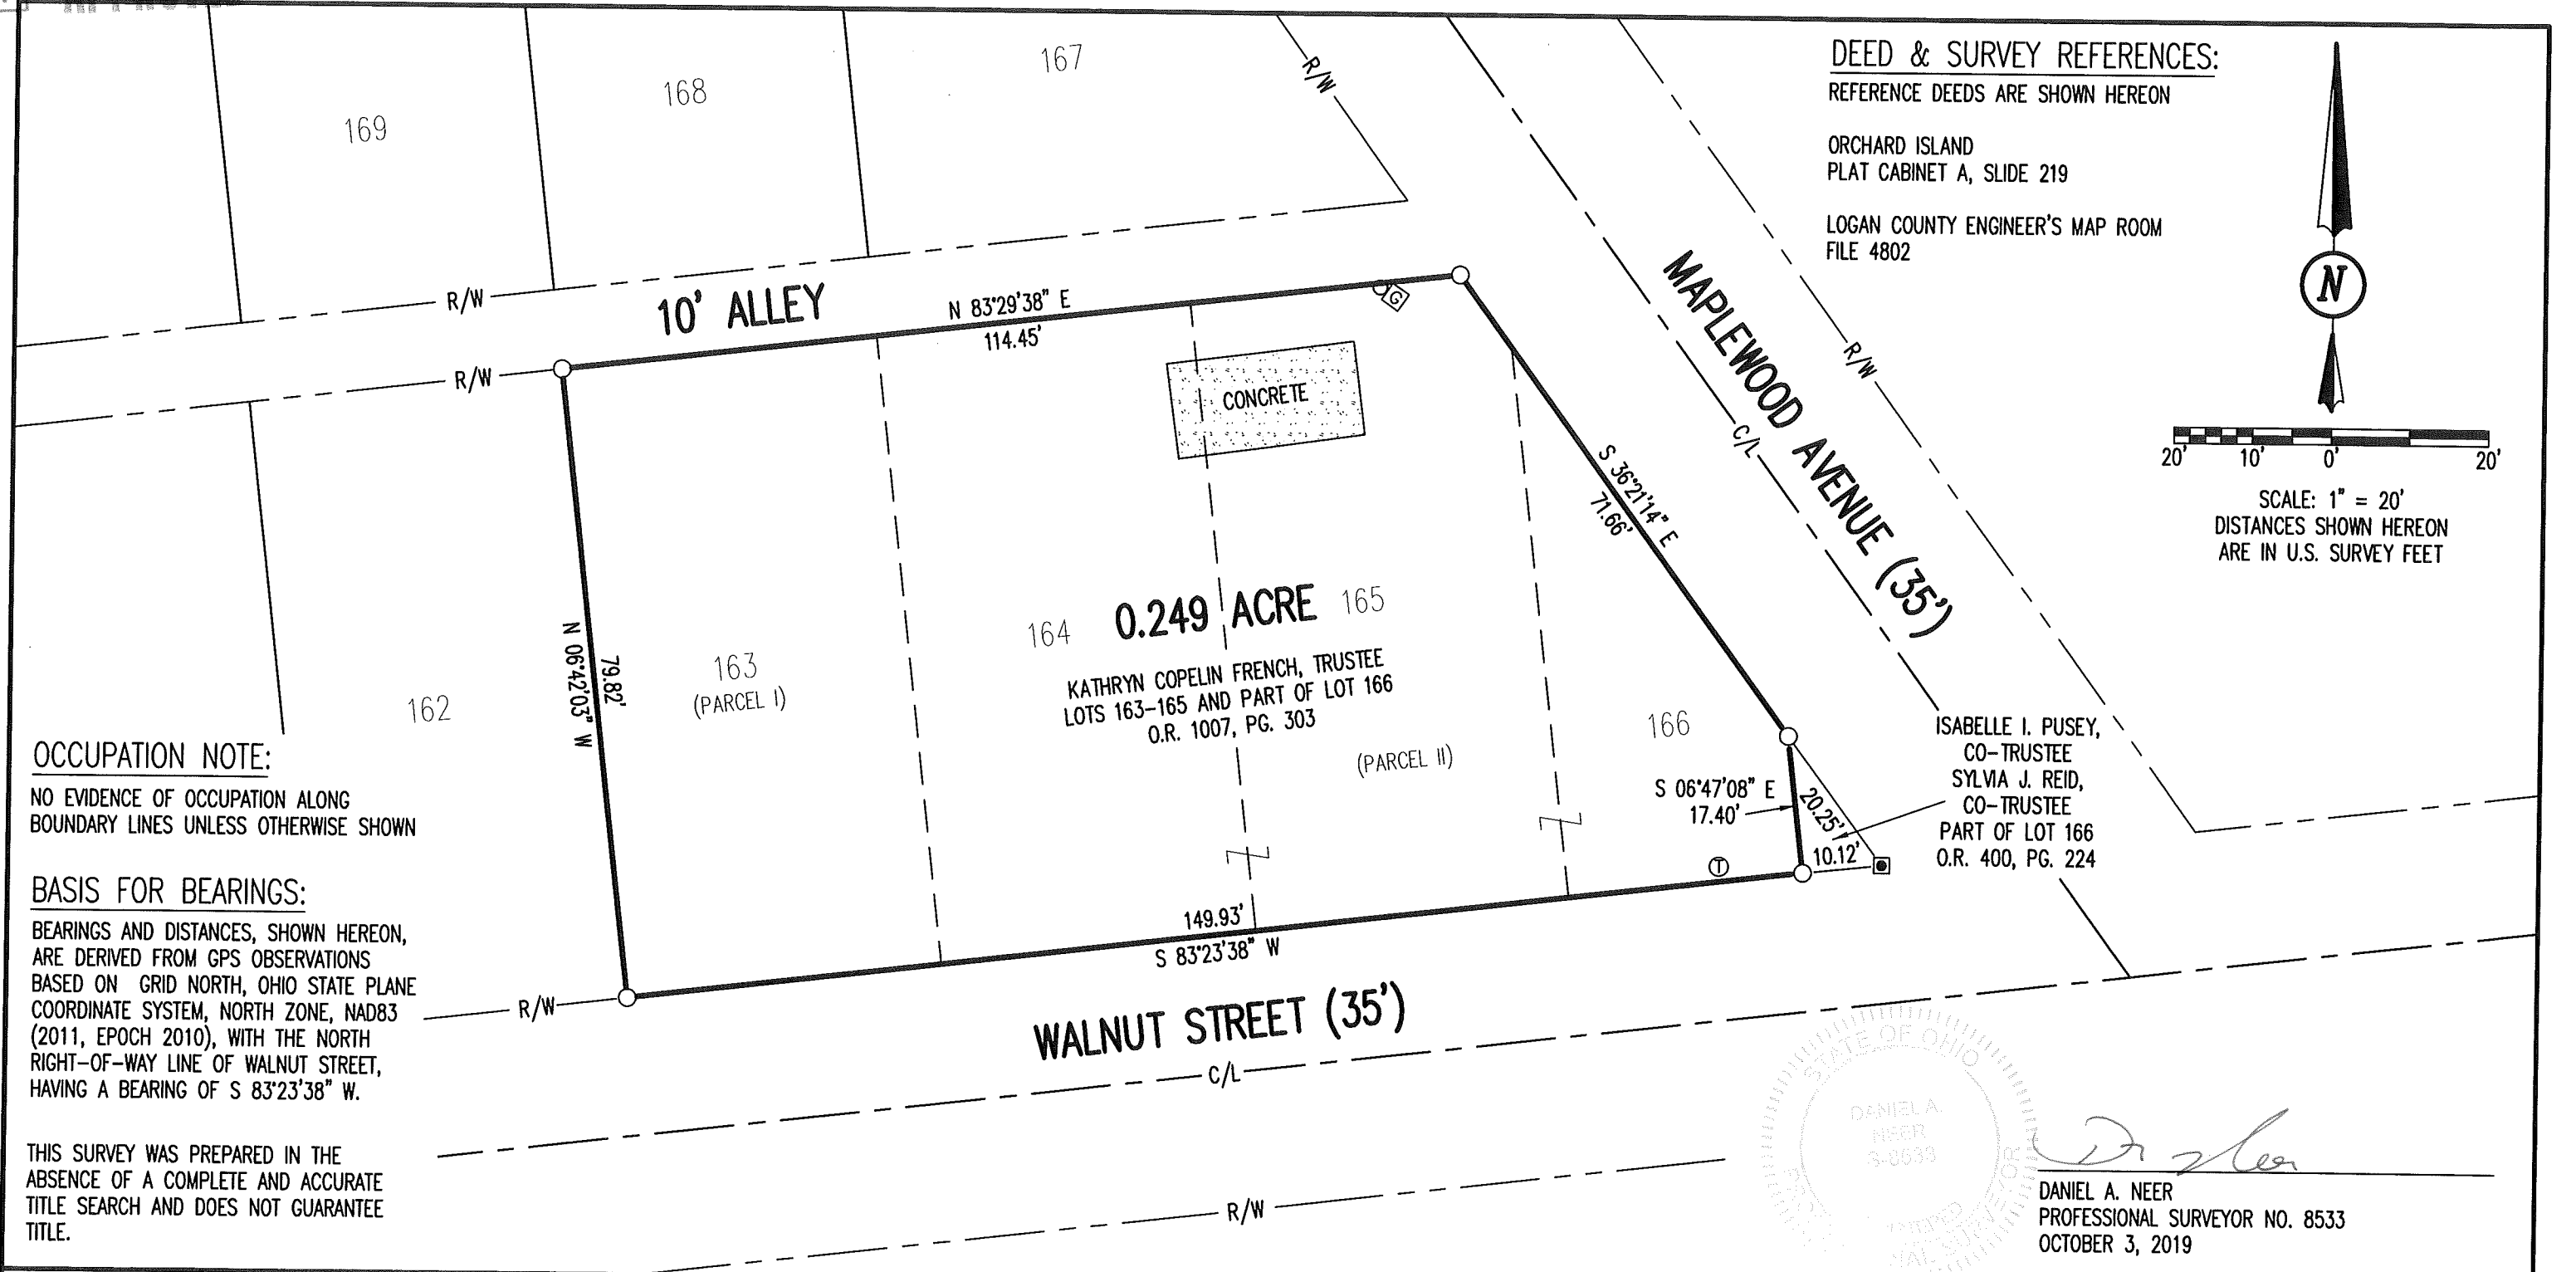 169
168
167
R/W
DEED & SURVEY REFERENCES:
REFERENCE DEEDS ARE SHOWN HEREON
ORCHARD ISLAND
PLAT CABINET A, SLIDE 219
LOGAN COUNTY ENGINEER'S MAP ROOM
FILE 4802
N
20' 10' 0' 20'
SCALE: 1" = 20'
DISTANCES SHOWN HEREON
ARE IN U.S. SURVEY FEET
R/W
10' ALLEY
N 83°29'38" E
114.45'
R/W
G
CONCRETE
MAPLEWOOD AVENUE (35')
R/W
C/L
S 36°21'14" E
71.66'
N 06°42'03" W
79.82'
162
163
(PARCEL I)
164
0.249 ACRE
165
KATHRYN COPELIN FRENCH, TRUSTEE
LOTS 163-165 AND PART OF LOT 166
O.R. 1007, PG. 303
(PARCEL II)
166
S 06°47'08" E
17.40'
20.25'
10.12'
T
ISABELLE I. PUSEY,
CO-TRUSTEE
SYLVIA J. REID,
CO-TRUSTEE
PART OF LOT 166
O.R. 400, PG. 224
149.93'
S 83°23'38" W
R/W
WALNUT STREET (35')
C/L
R/W
OCCUPATION NOTE:
NO EVIDENCE OF OCCUPATION ALONG
BOUNDARY LINES UNLESS OTHERWISE SHOWN
BASIS FOR BEARINGS:
BEARINGS AND DISTANCES, SHOWN HEREON,
ARE DERIVED FROM GPS OBSERVATIONS
BASED ON GRID NORTH, OHIO STATE PLANE
COORDINATE SYSTEM, NORTH ZONE, NAD83
(2011, EPOCH 2010), WITH THE NORTH
RIGHT-OF-WAY LINE OF WALNUT STREET,
HAVING A BEARING OF S 83°23'38" W.
THIS SURVEY WAS PREPARED IN THE
ABSENCE OF A COMPLETE AND ACCURATE
TITLE SEARCH AND DOES NOT GUARANTEE
TITLE.
STATE OF OHIO
DANIEL A.
NEER
S-8533
SURVEYOR
DANIEL A. NEER
PROFESSIONAL SURVEYOR NO. 8533
OCTOBER 3, 2019